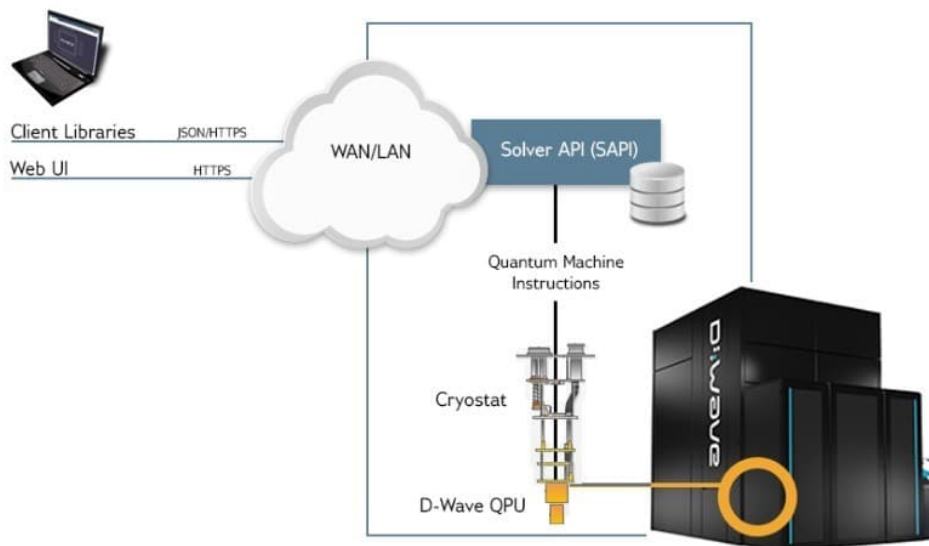 Client Libraries JSON/HTTPS
Web UI HTTPS
WAN/LAN
Solver API (SAPI)
Quantum Machine
Instructions
Cryostat
D-Wave QPU
D:Wave